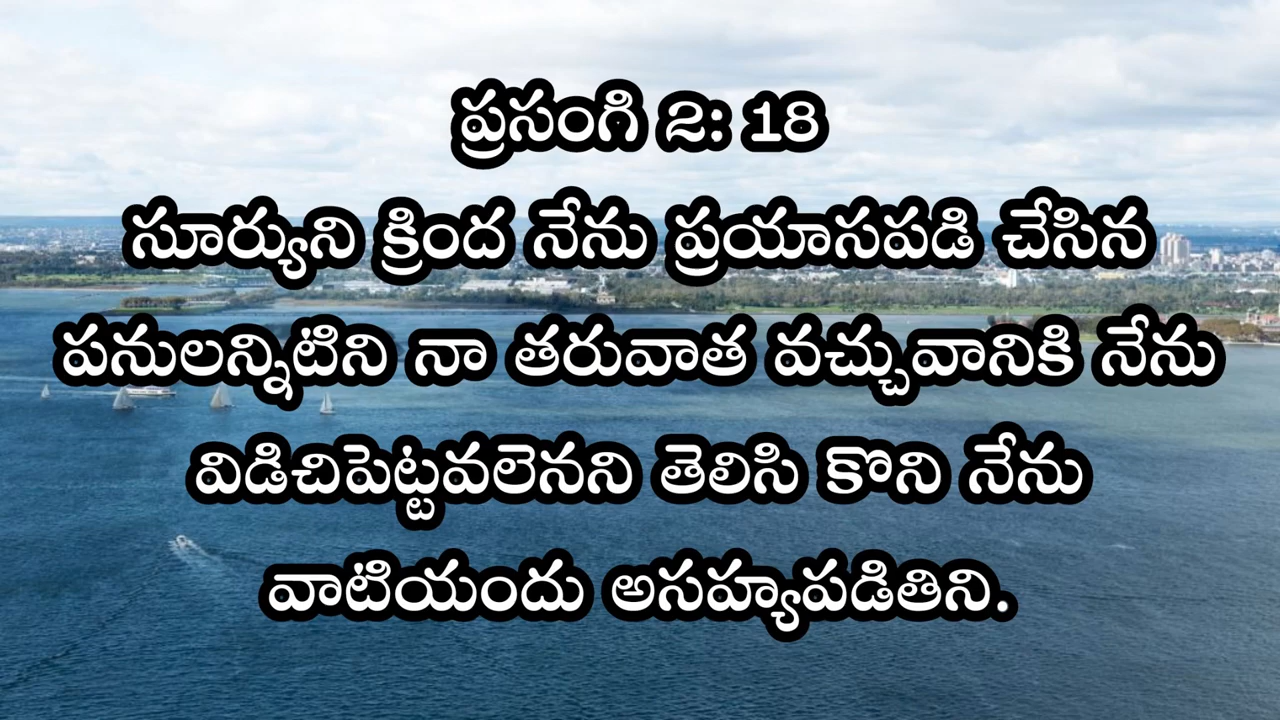 ప్రసంగి 2: 18
సూర్యుని క్రింద నేను ప్రయాసపడి చేసిన
పనులన్నిటిని నా తరువాత వచ్చువానికి నేను
విడిచిపెట్టవలెనని తెలిసి కొని నేను
వాటియందు అసహ్యపడితిని.